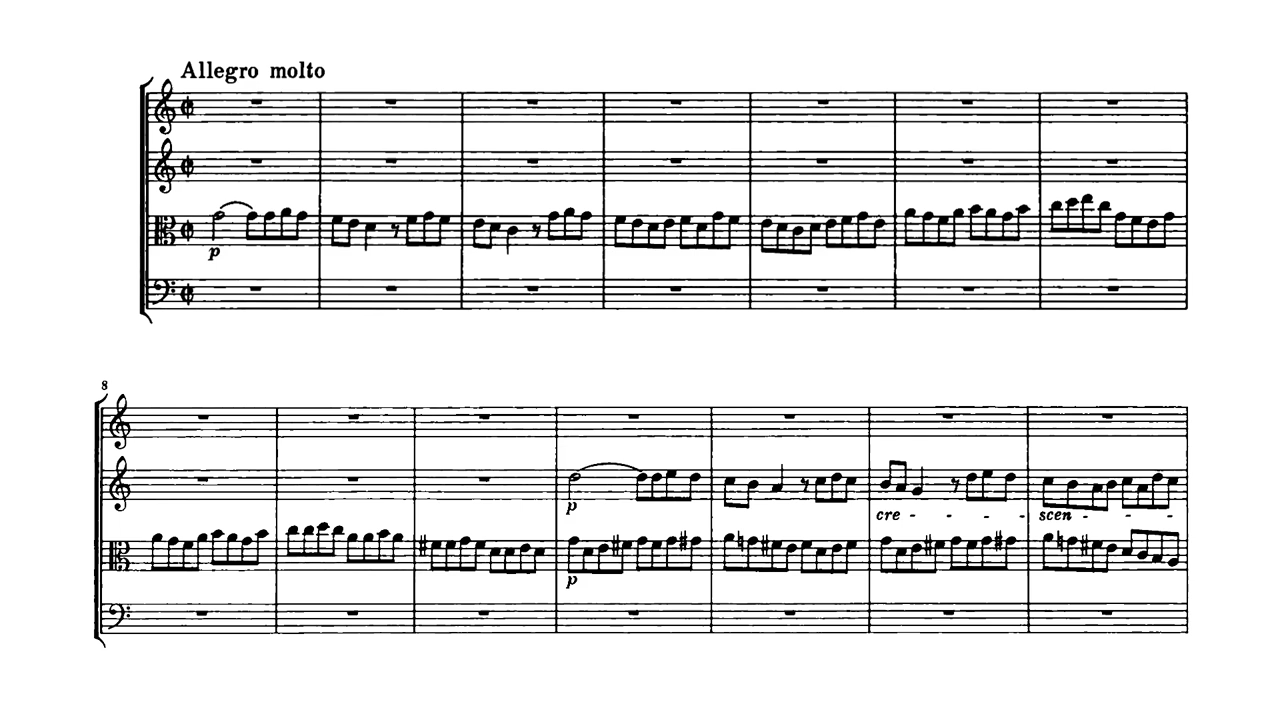 Allegro molto
p
8
p
cre - - - - scen - - - -
p